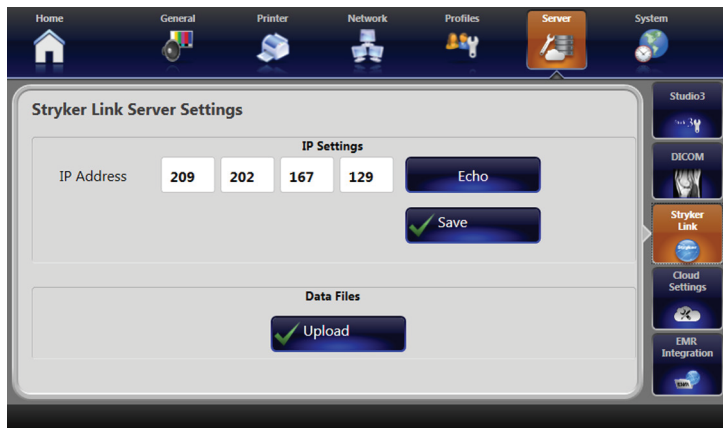 Home General Printer Network Profiles Server System
Stryker Link Server Settings
IP Settings
IP Address 209 202 167 129 Echo
Save
Data Files
Upload
Studio3
DICOM
Stryker
Link
Cloud
Settings
EMR
Integration